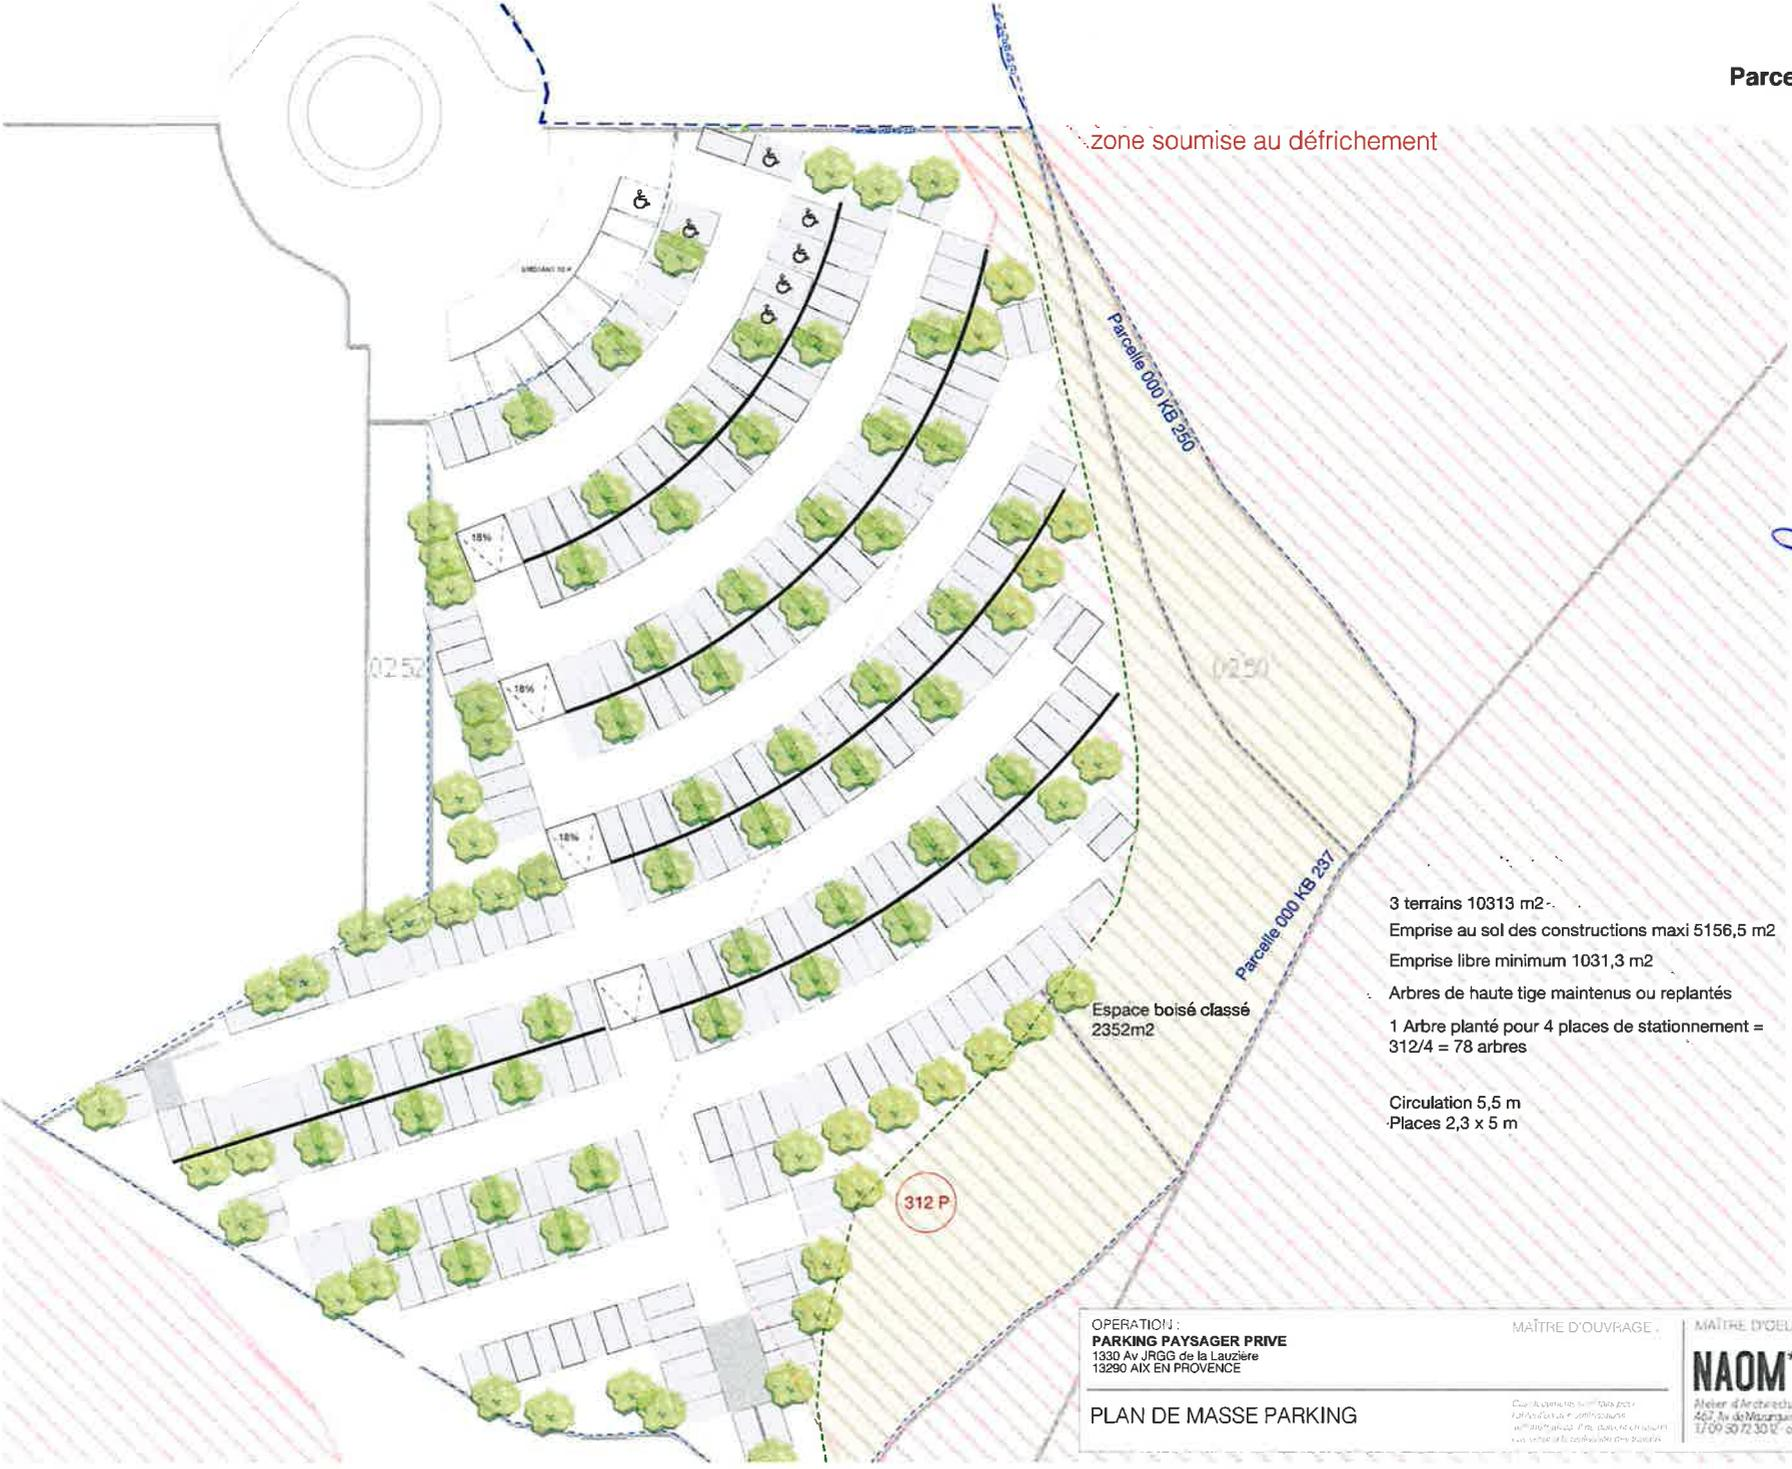 Parce
zone soumise au défrichement
18%
Parcelle 000 KB 250
0252
18%
18%
Parcelle 000 KB 237
3 terrains 10313 m2
Emprise au sol des constructions maxi 5156,5 m2
Emprise libre minimum 1031,3 m2
Arbres de haute tige maintenus ou replantés
1 Arbre planté pour 4 places de stationnement =
312/4 = 78 arbres
Circulation 5,5 m
Places 2,3 x 5 m
Espace boisé classé
2352m2
312 P
OPERATION :
PARKING PAYSAGER PRIVE
1330 Av JRGG de la Lauzière
13290 AIX EN PROVENCE
PLAN DE MASSE PARKING
MAÎTRE D'OUVRAGE
MAÎTRE D'OEU
NAOM